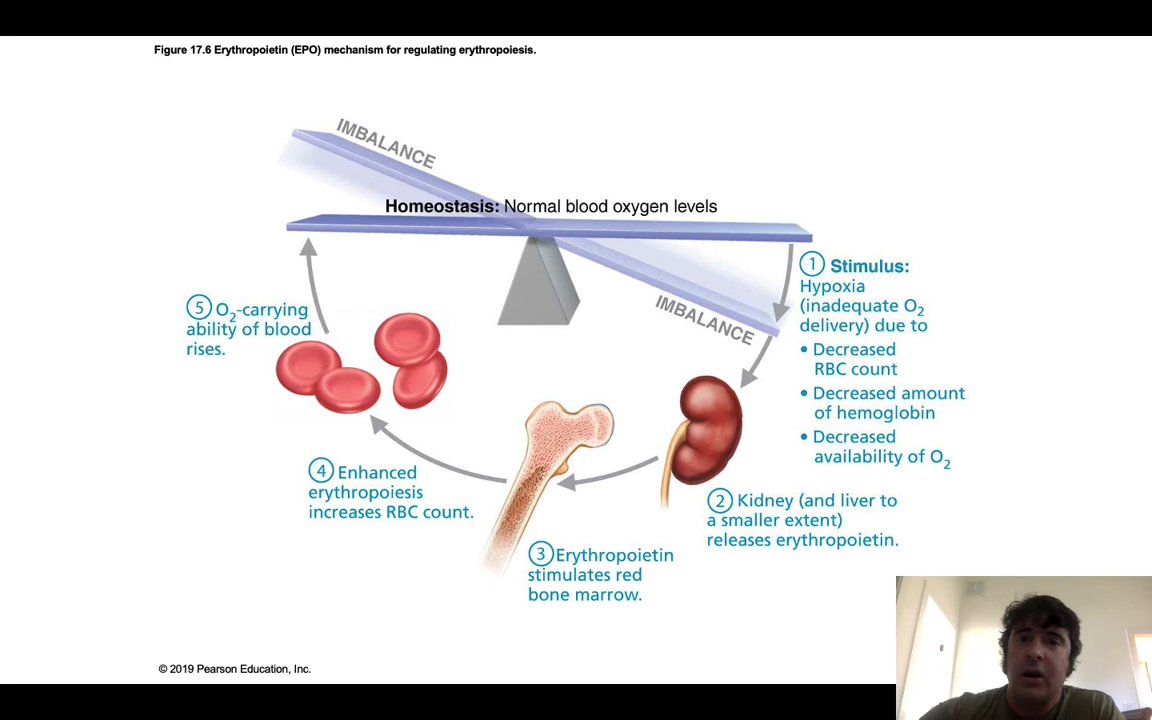 Figure 17.6 Erythropoietin (EPO) mechanism for regulating erythropoiesis.
IMBALANCE
Homeostasis: Normal blood oxygen levels
IMBALANCE
1 Stimulus:
Hypoxia
(inadequate O2
delivery) due to
• Decreased
RBC count
• Decreased amount
of hemoglobin
• Decreased
availability of O2
2 Kidney (and liver to
a smaller extent)
releases erythropoietin.
3 Erythropoietin
stimulates red
bone marrow.
4 Enhanced
erythropoiesis
increases RBC count.
5 O2-carrying
ability of blood
rises.
© 2019 Pearson Education, Inc.